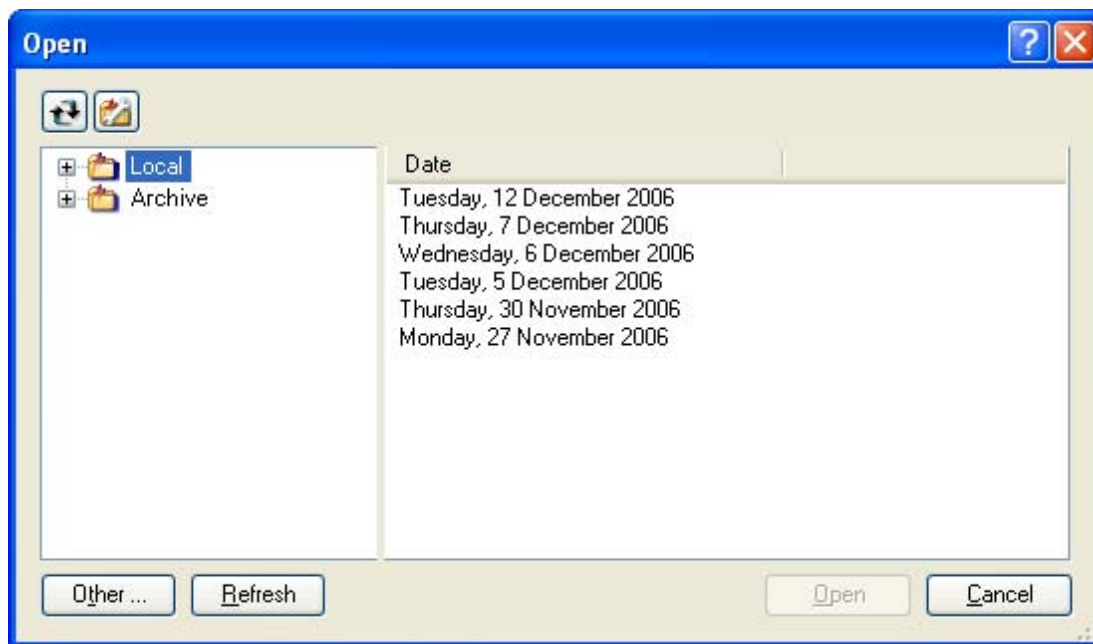 Open
Local
Archive
Date
Tuesday, 12 December 2006
Thursday, 7 December 2006
Wednesday, 6 December 2006
Tuesday, 5 December 2006
Thursday, 30 November 2006
Monday, 27 November 2006
Other ...
Refresh
Open
Cancel